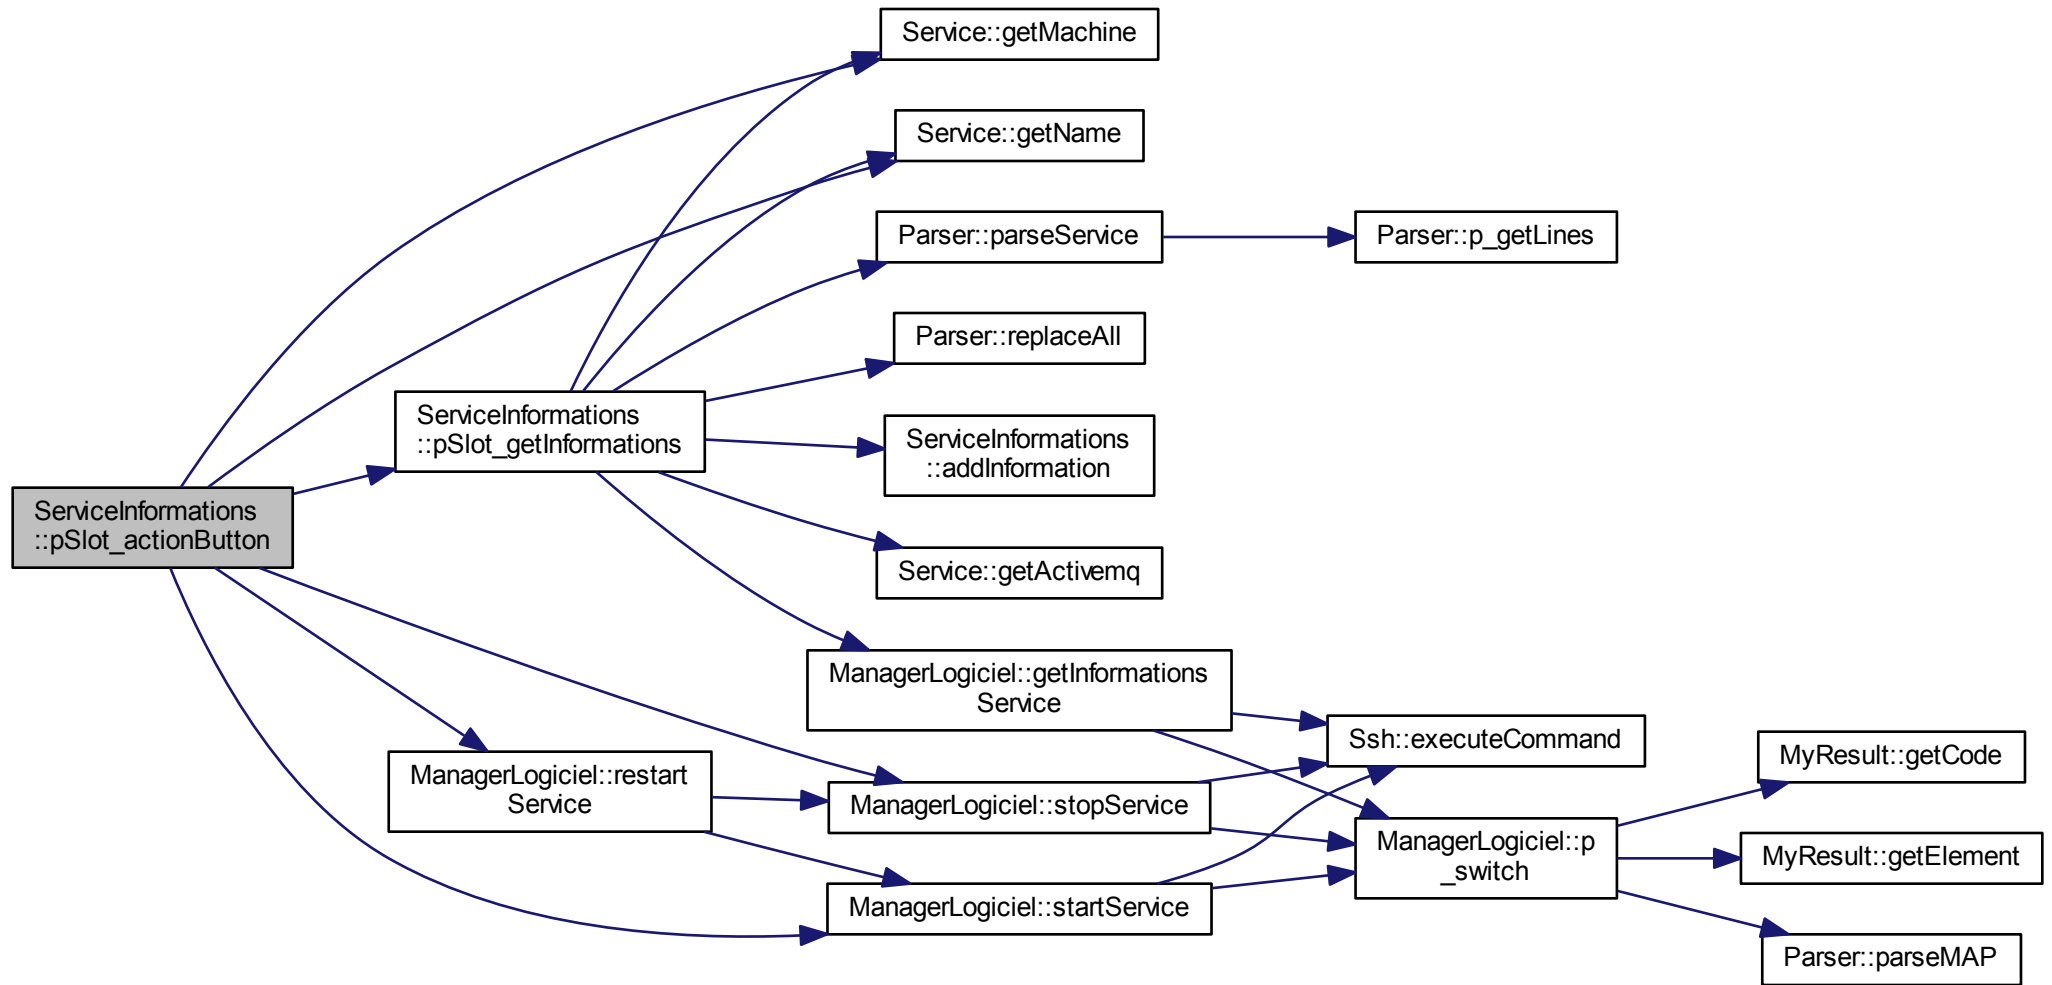 Service::getMachine
Service::getName
Parser::parseService
Parser::p_getLines
Parser::replaceAll
ServiceInformations
::pSlot_getInformations
ServiceInformations
::addInformation
ServiceInformations
::pSlot_actionButton
Service::getActivemq
ManagerLogiciel::getInformations
Service
Ssh::executeCommand
MyResult::getCode
ManagerLogiciel::restart
Service
ManagerLogiciel::stopService
ManagerLogiciel::p
_switch
MyResult::getElement
ManagerLogiciel::startService
Parser::parseMAP